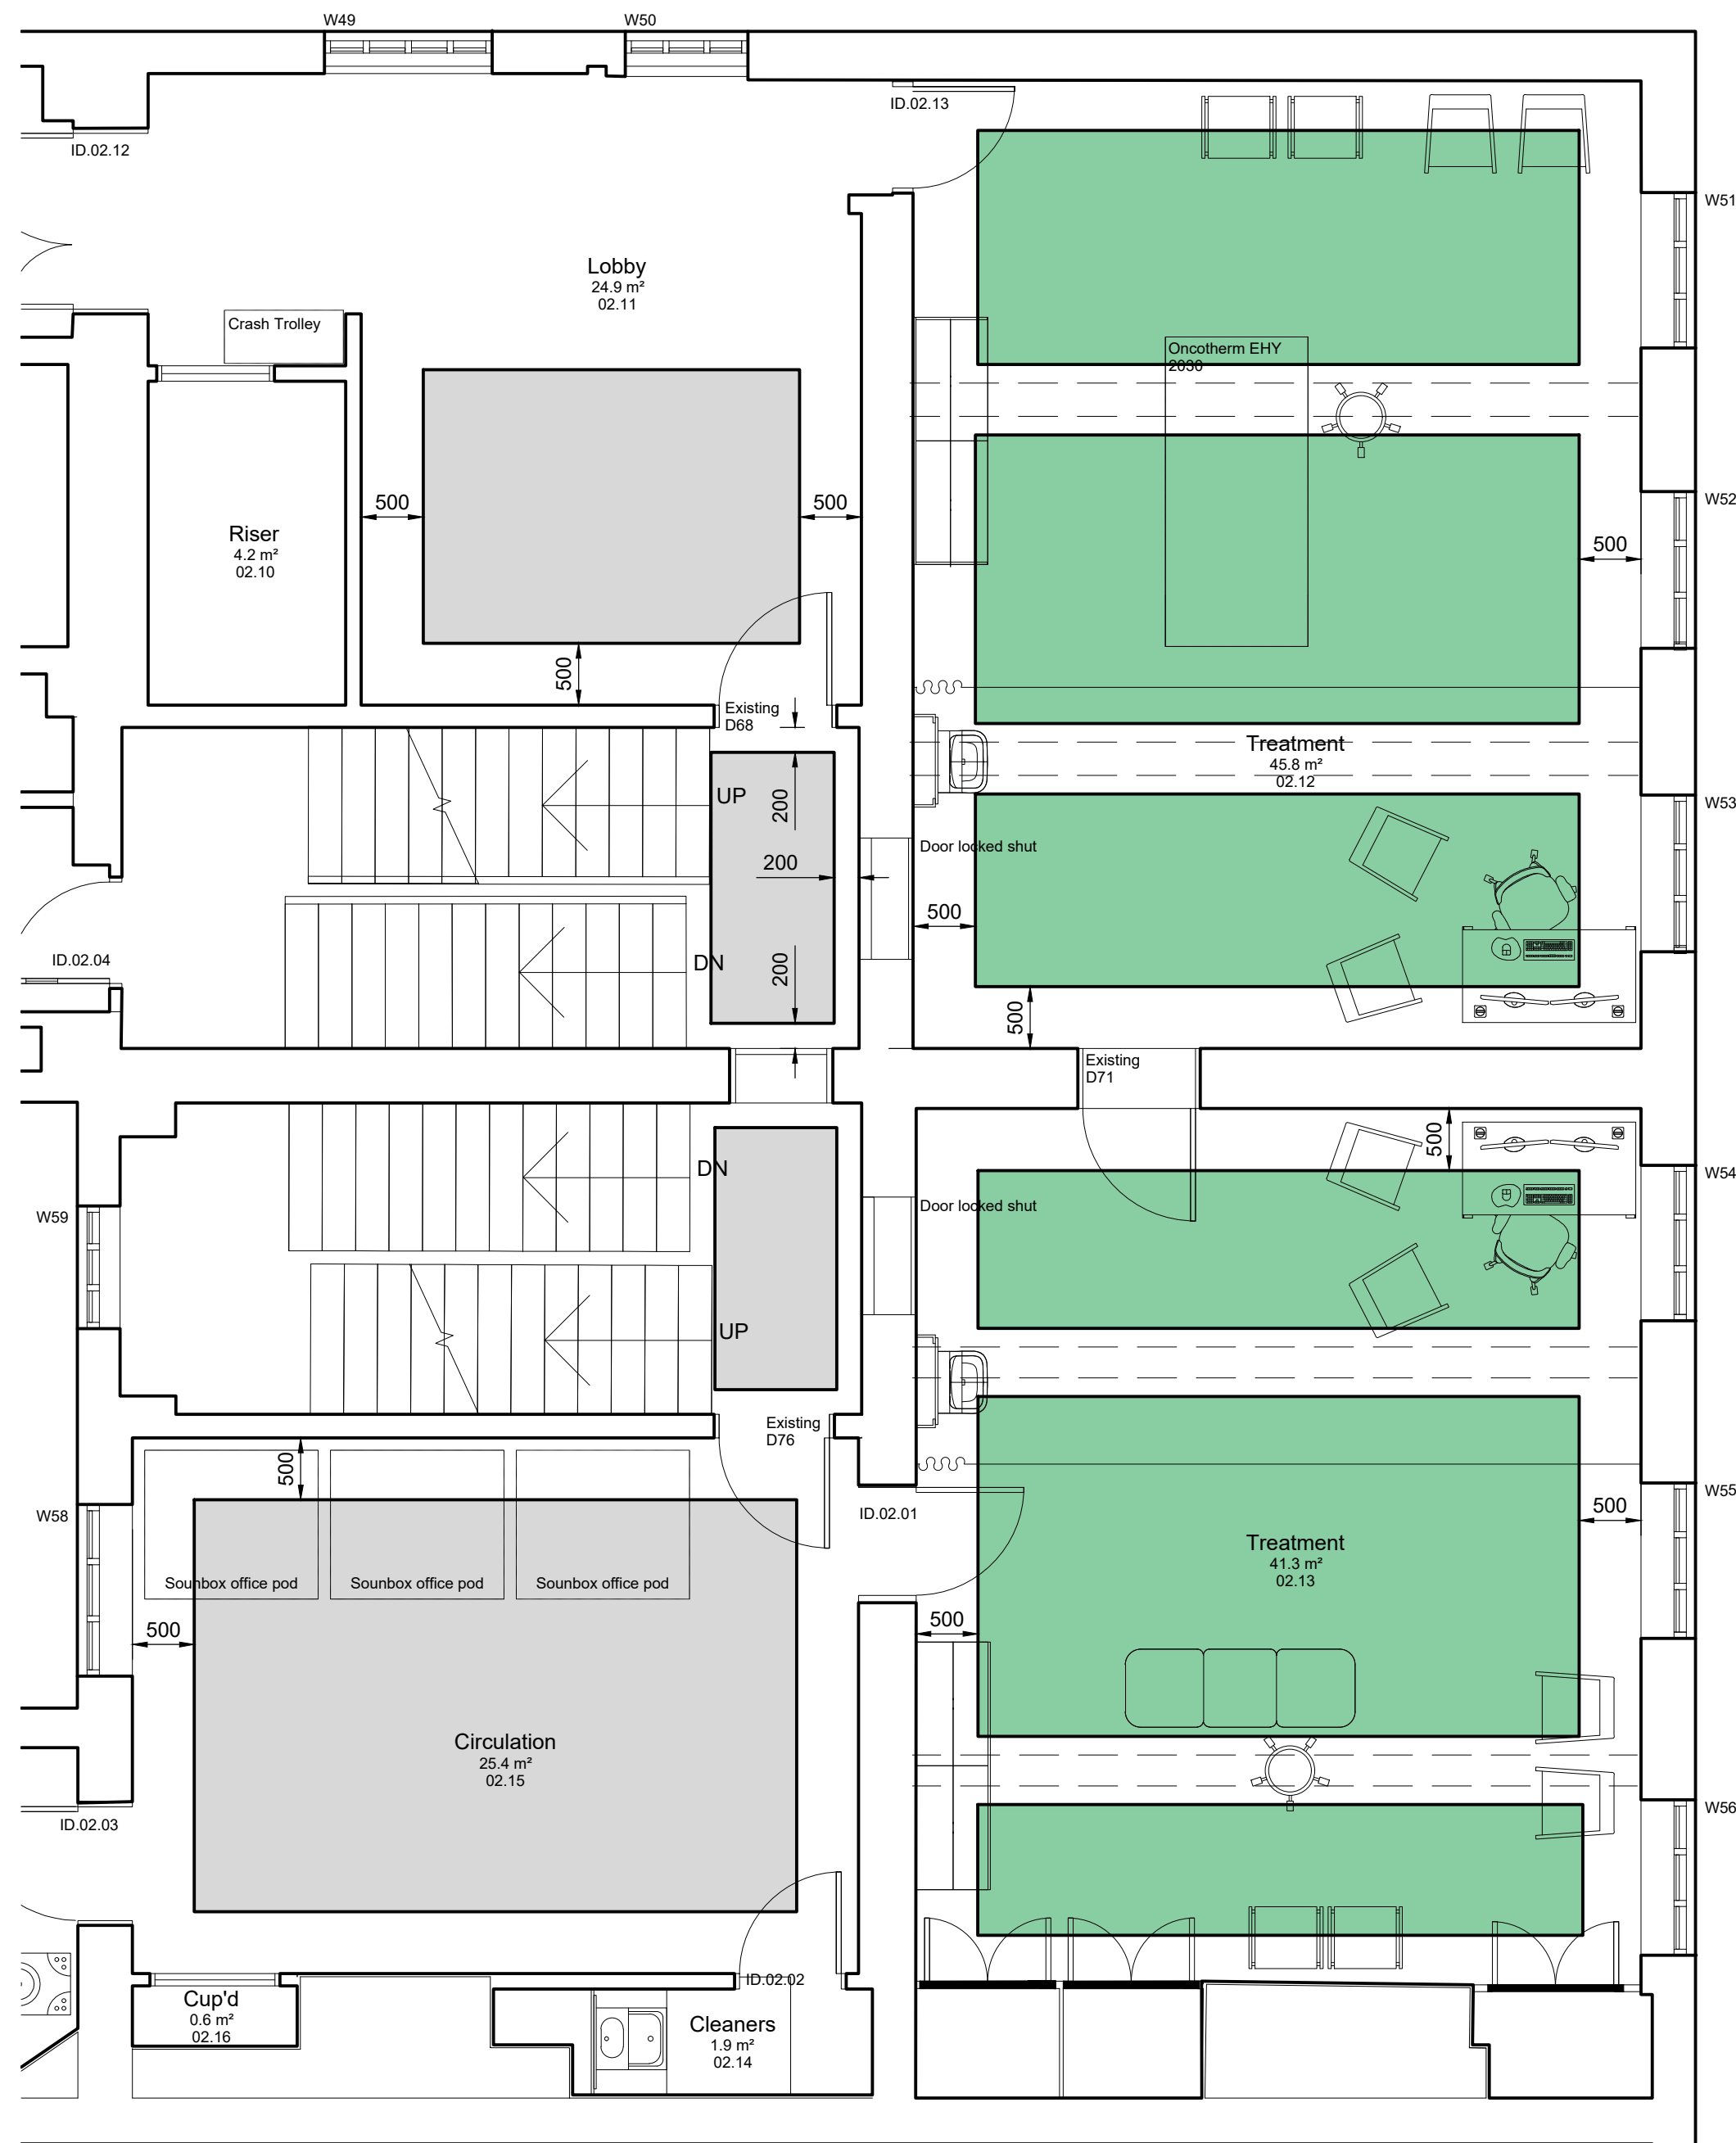 W49
W50
ID.02.13
ID.02.12
W51
Lobby
24.9 m²
02.11
Crash Trolley
Oncotherm EHY
2030
500
500
W52
Riser
4.2 m²
02.10
500
500
Existing
D68
Treatment
45.8 m²
02.12
UP
200
W53
Door locked shut
200
500
ID.02.04
DN
200
500
Existing
D71
500
DN
W54
Door locked shut
W59
UP
Existing
D76
500
W55
W58
ID.02.01
500
Treatment
41.3 m²
02.13
Sounbox office pod
Sounbox office pod
Sounbox office pod
500
500
Circulation
25.4 m²
02.15
W56
ID.02.03
ID.02.02
Cup'd
0.6 m²
02.16
Cleaners
1.9 m²
02.14